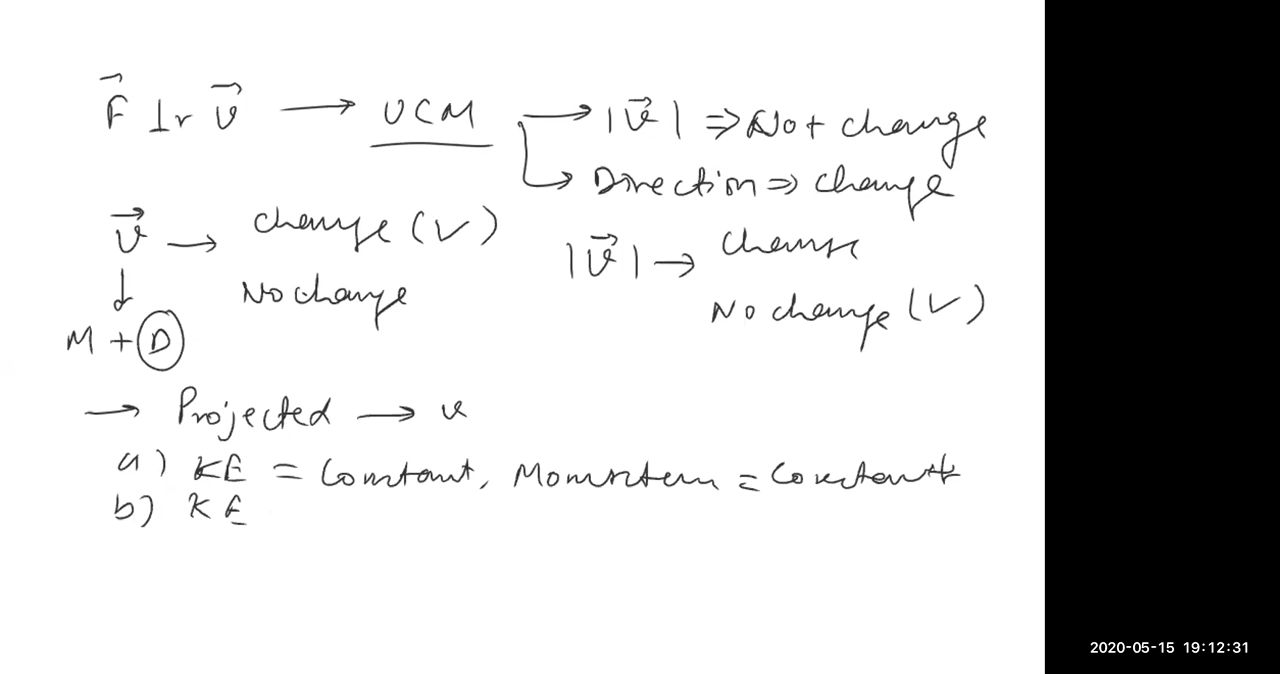 F⃗ ⊥r v⃗ → UCM → |v⃗| ⇒ Not change
→ Direction ⇒ change
v⃗ → change (✓)
|v⃗| → change
No change
No change (✓)
↓
M + D
→ Projected → v
a) KE = Constant, Momentum = Constant
b) KE
2020-05-15 19:12:31